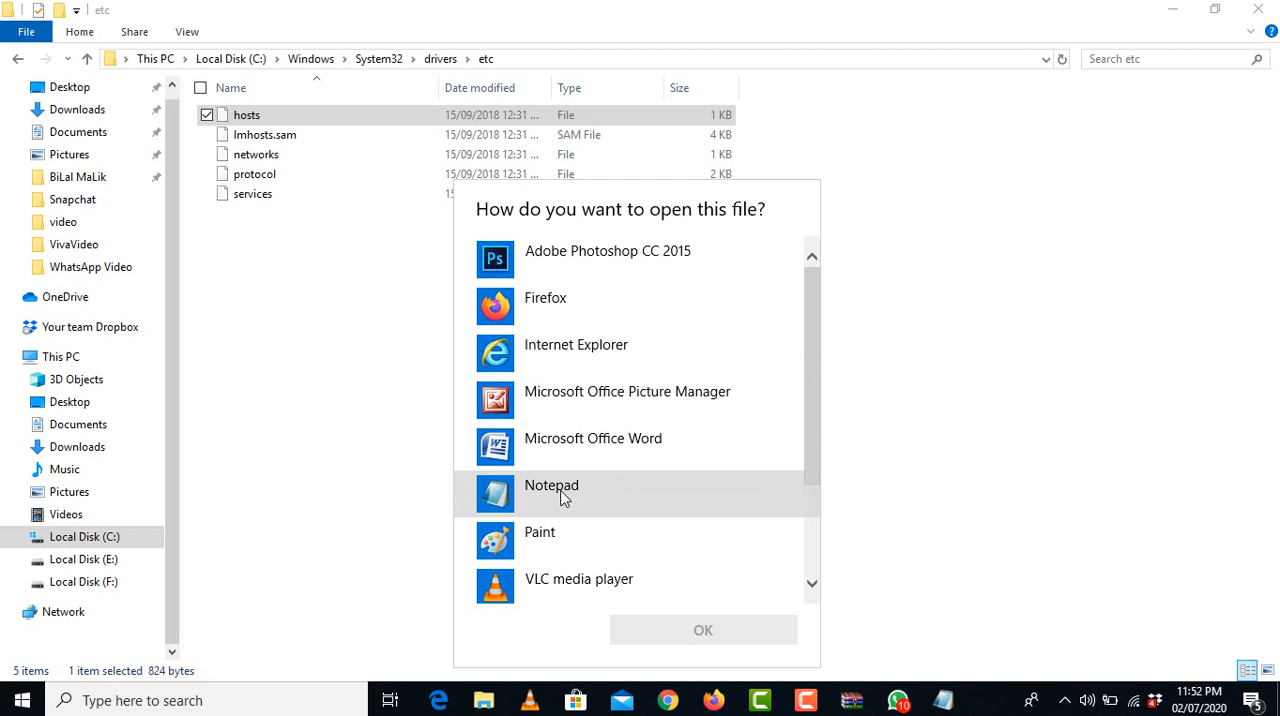 etc
File Home Share View
This PC Local Disk (C:) Windows System32 drivers etc Search etc
Name Date modified Type Size
hosts 15/09/2018 12:31 ... File 1 KB
lmhosts.sam 15/09/2018 12:31 ... SAM File 4 KB
networks 15/09/2018 12:31 ... File 1 KB
protocol 15/09/2018 12:31 ... File 2 KB
services 15
Desktop
Downloads
Documents
Pictures
BiLal MaLik
Snapchat
video
VivaVideo
WhatsApp Video
OneDrive
Your team Dropbox
This PC
3D Objects
Desktop
Documents
Downloads
Music
Pictures
Videos
Local Disk (C:)
Local Disk (E:)
Local Disk (F:)
Network
How do you want to open this file?
Ps Adobe Photoshop CC 2015
Firefox
Internet Explorer
Microsoft Office Picture Manager
Microsoft Office Word
Notepad
Paint
VLC media player
OK
5 items 1 item selected 824 bytes
Type here to search
10
4
11:52 PM
02/07/2020
5